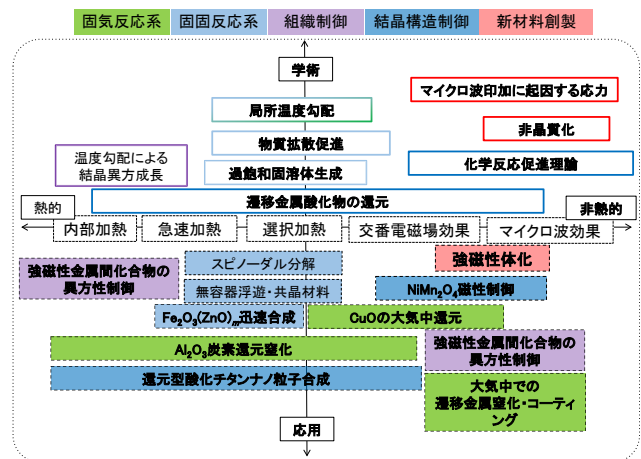 固気反応系 固固反応系 組織制御 結晶構造制御 新材料創製
学術
マイクロ波印加に起因する応力
局所温度勾配
非晶質化
物質拡散促進
温度勾配による
結晶異方成長
過飽和固溶体生成
化学反応促進理論
遷移金属酸化物の還元
熱的
非熱的
内部加熱 急速加熱 選択加熱 交番電磁場効果 マイクロ波効果
強磁性金属間化合物の
異方性制御
スピノーダル分解
強磁性体化
無容器浮遊・共晶材料
NiMn2O4磁性制御
Fe2O3(ZnO)m迅速合成
CuOの大気中還元
Al2O3炭素還元窒化
強磁性金属間化合物の
異方性制御
還元型酸化チタンナノ粒子合成
大気中での
遷移金属窒化・コーティ
ング
応用